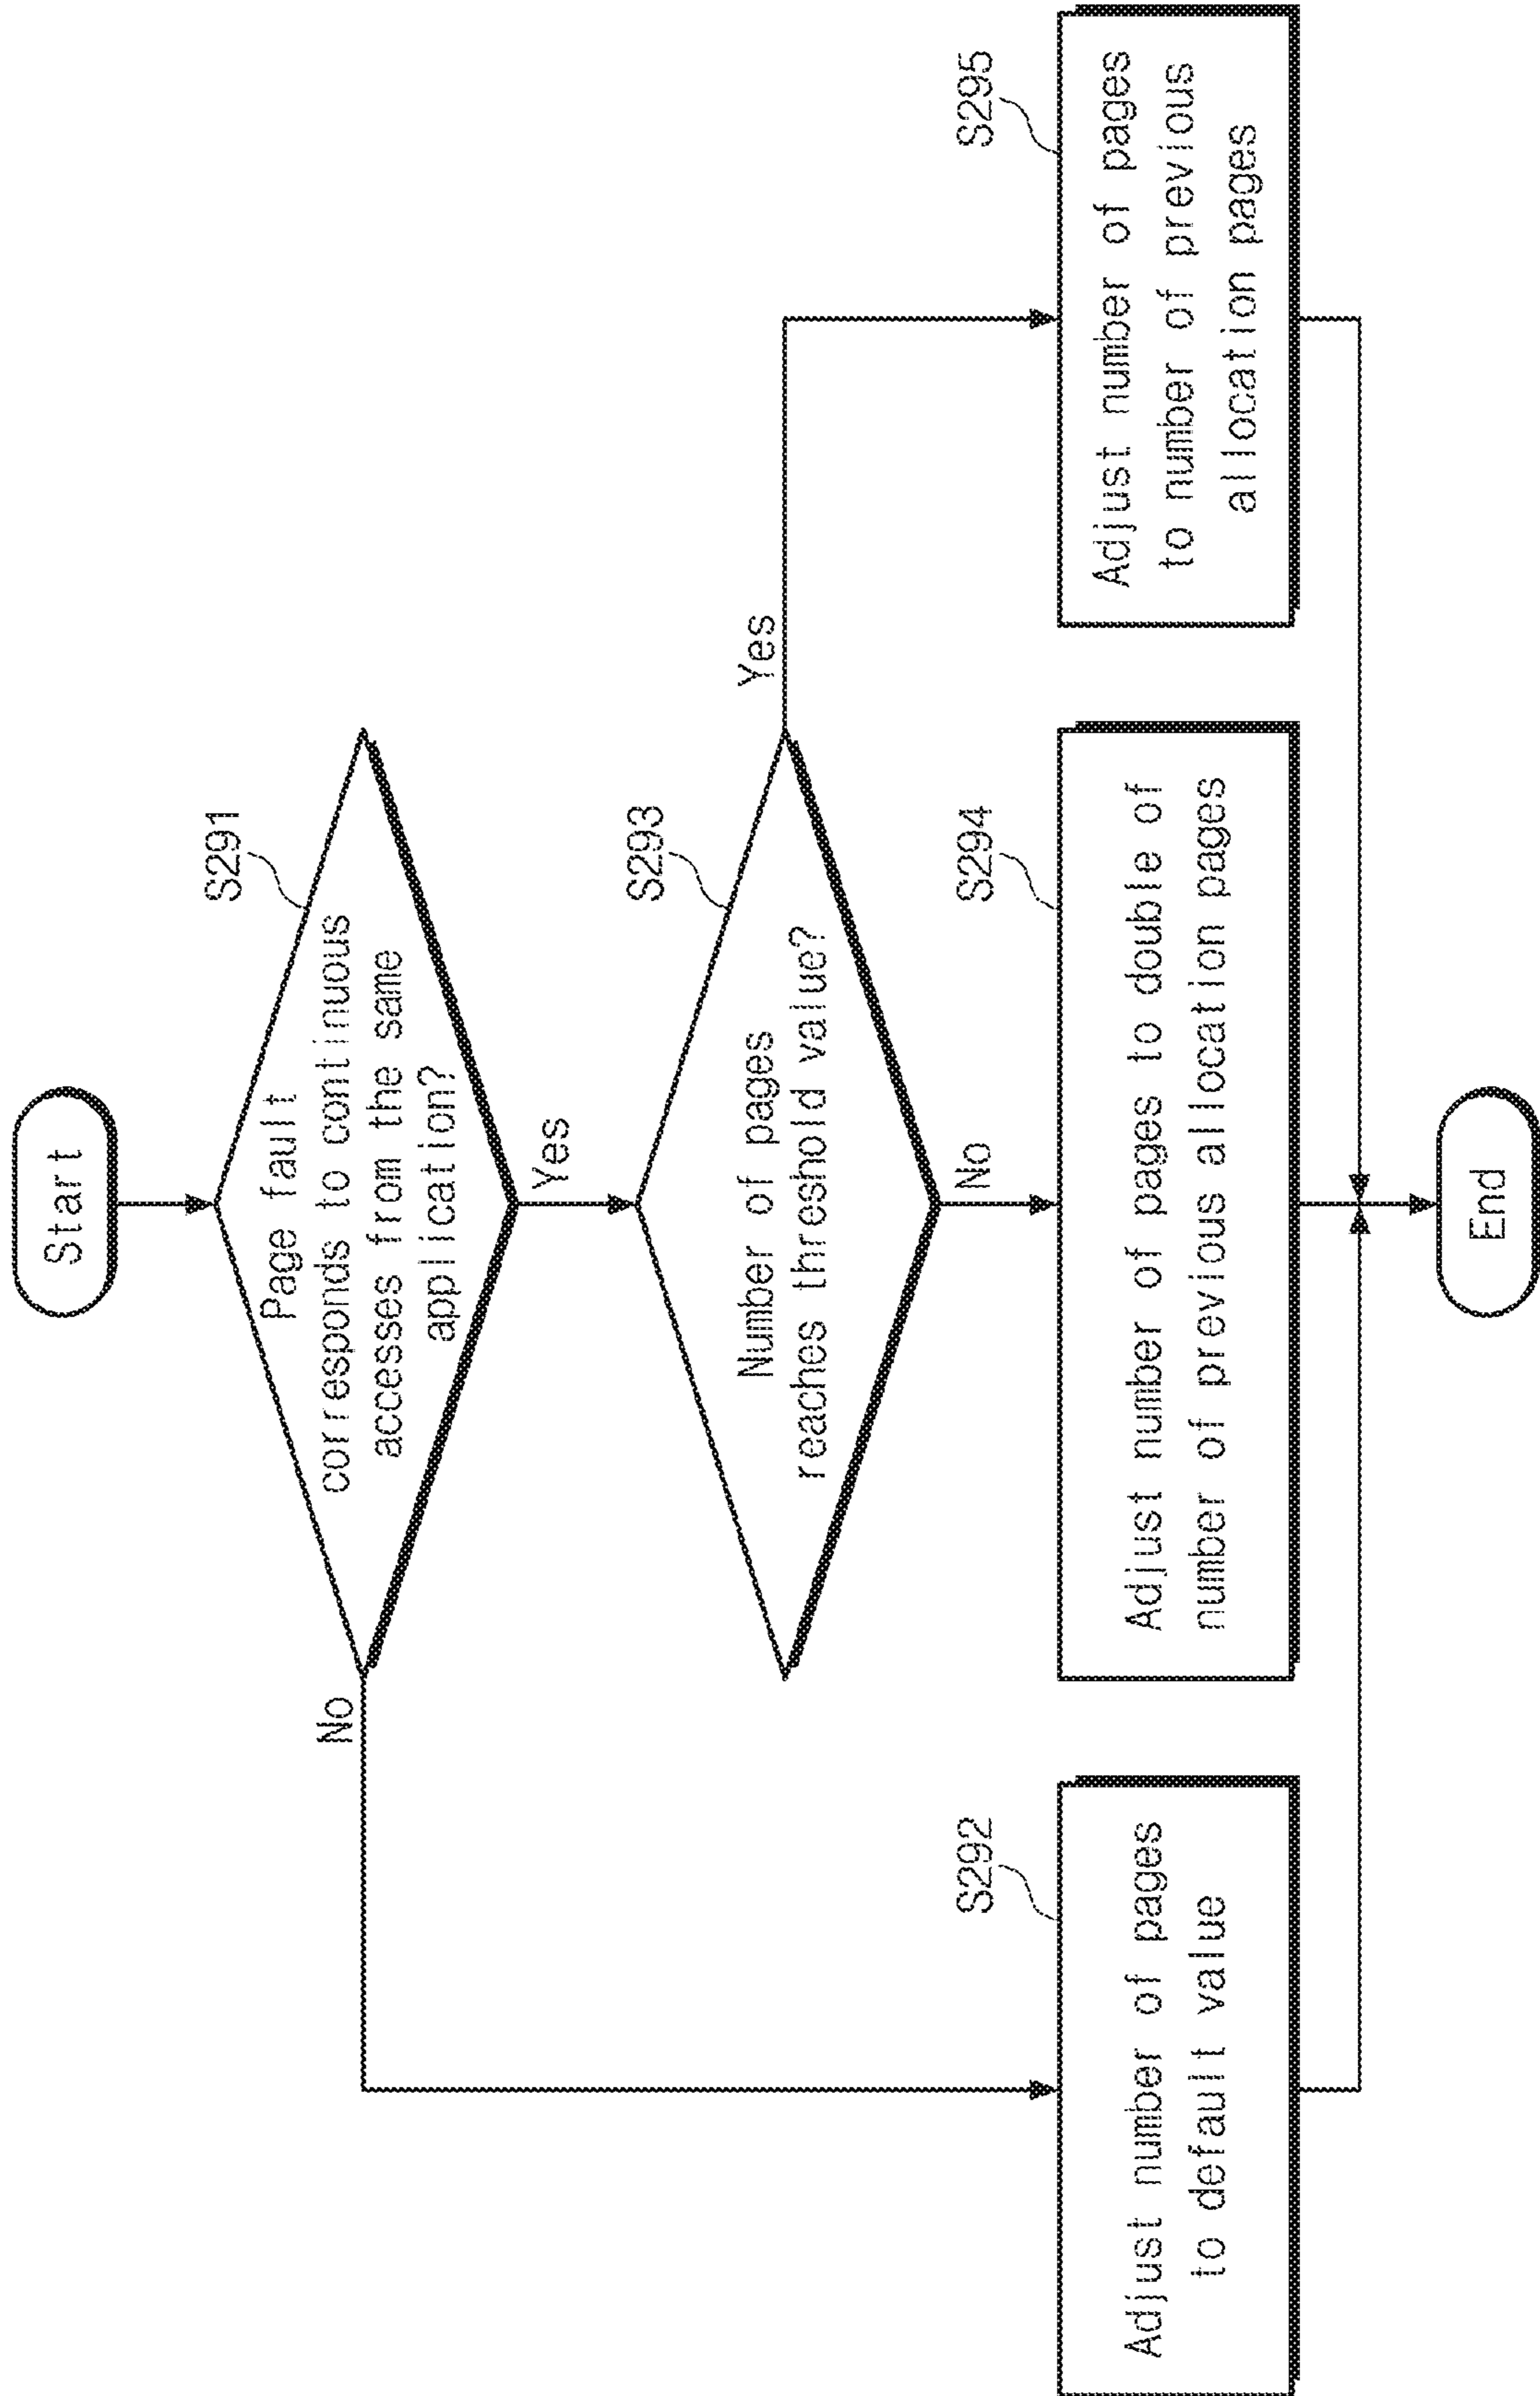 Start
S291
Page fault
corresponds to continuous
accesses from the same
application?
No
Yes
S293
Number of pages
reaches threshold value?
Yes
No
S292
Adjust number of pages
to default value
S294
Adjust number of pages to double of
number of previous allocation pages
S295
Adjust number of pages
to number of previous
allocation pages
End